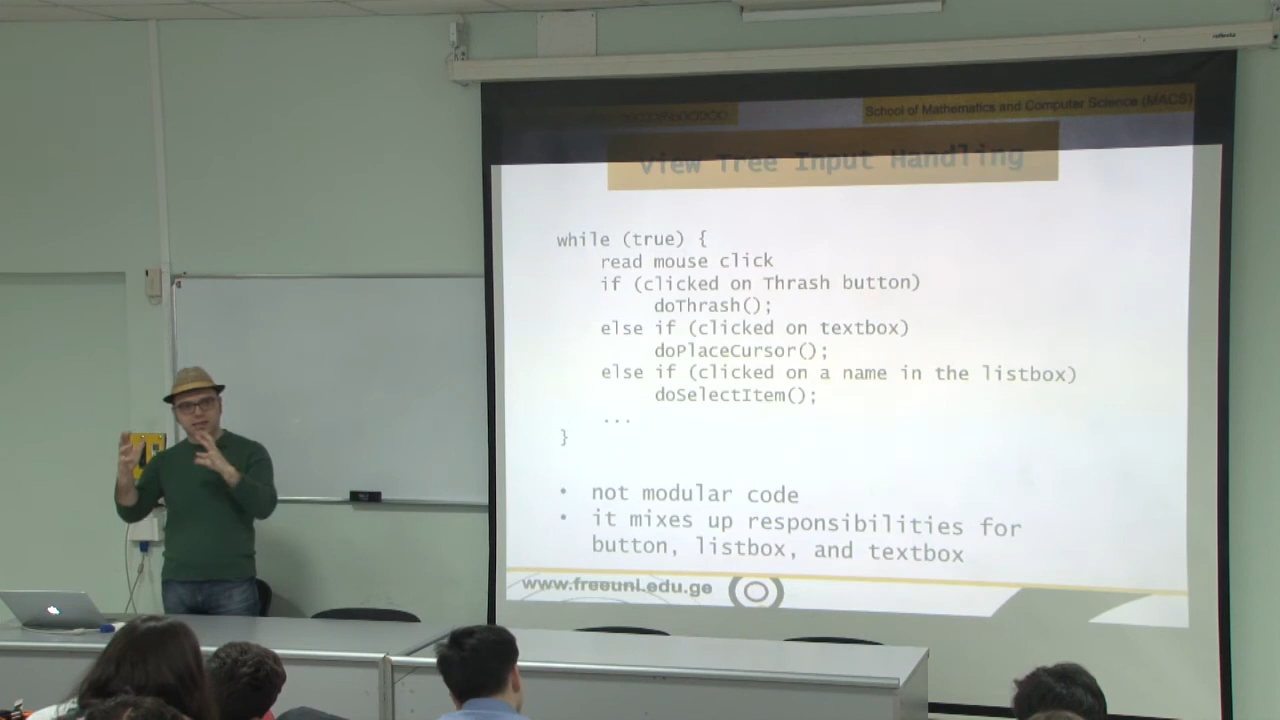 School of Mathematics and Computer Science (MACS)
View Tree Input Handling
while (true) {
read mouse click
if (clicked on Thrash button)
doThrash();
else if (clicked on textbox)
doPlaceCursor();
else if (clicked on a name in the listbox)
doSelectItem();
...
}
• not modular code
• it mixes up responsibilities for
button, listbox, and textbox
www.freeuni.edu.ge